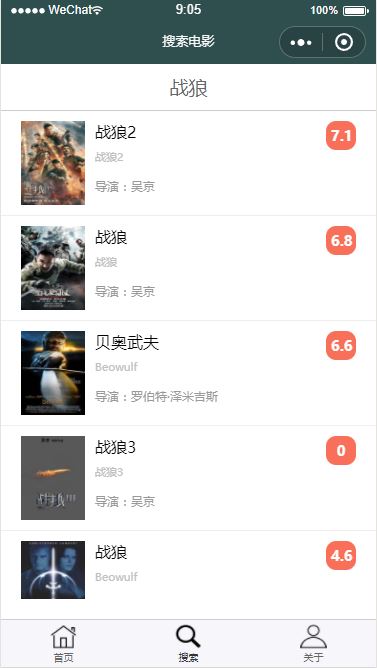 ●●●●● WeChat 9:05 100%
搜索电影
战狼
战狼2
7.1
战狼2
导演：吴京
战狼
6.8
战狼
导演：吴京
贝奥武夫
6.6
Beowulf
导演：罗伯特·泽米吉斯
战狼3
0
战狼3
导演：吴京
战狼
4.6
Beowulf
首页 搜索 关于